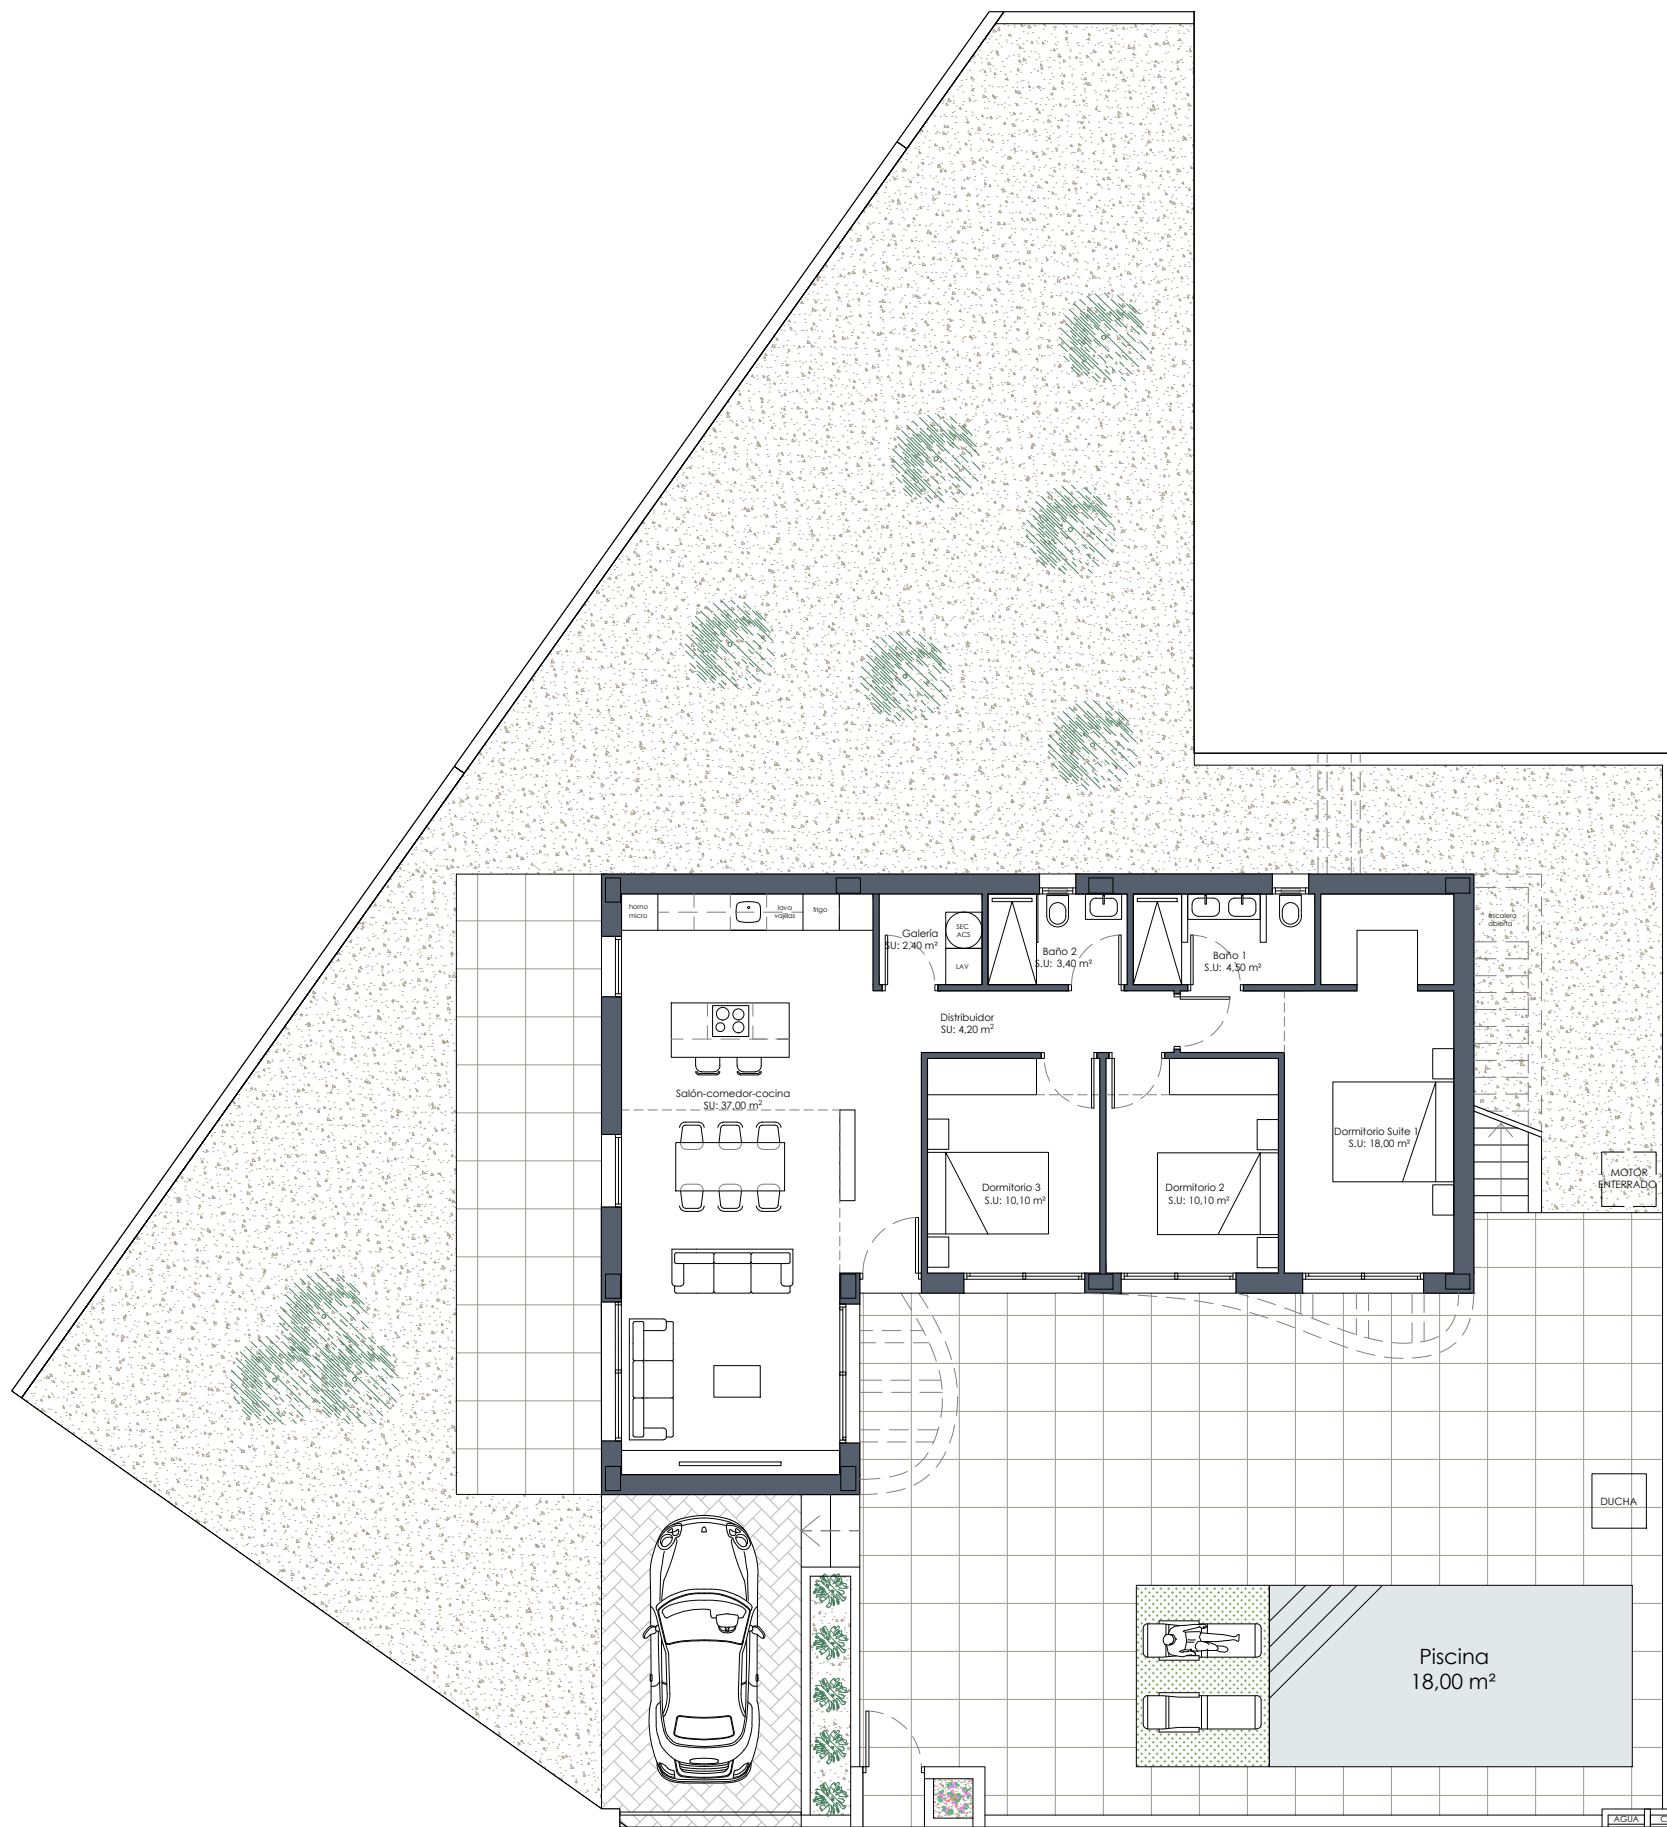 horno
micro
lava
vajillas
frigo
Galería
SU: 2,40 m²
SEC
ACS
LAV
Baño 2
S.U: 3,40 m²
Baño 1
S.U: 4,50 m²
escalera
abierta
Distribuidor
SU: 4,20 m²
Salón-comedor-cocina
SU: 37,00 m²
Dormitorio Suite 1
S.U: 18,00 m²
Dormitorio 3
S.U: 10,10 m²
Dormitorio 2
S.U: 10,10 m²
MOTOR
ENTERRADO
DUCHA
Piscina
18,00 m²
AGUA